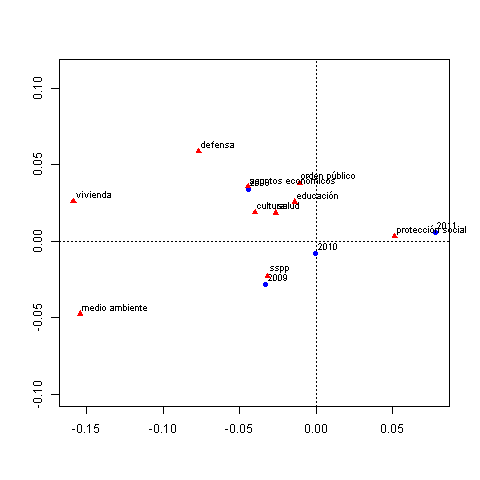 0.10
0.05
0.00
-0.05
-0.10
defensa
orden público
asuntos económicos
vivienda
educación
cultura
salud
2011
protección social
2010
sspp
2009
medio ambiente
-0.15
-0.10
-0.05
0.00
0.05